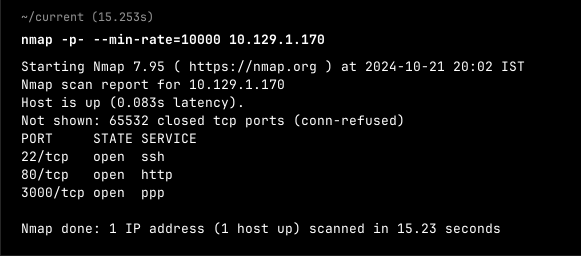 ~/current (15.253s)
nmap -p- --min-rate=10000 10.129.1.170
Starting Nmap 7.95 ( https://nmap.org ) at 2024-10-21 20:02 IST
Nmap scan report for 10.129.1.170
Host is up (0.083s latency).
Not shown: 65532 closed tcp ports (conn-refused)
PORT     STATE SERVICE
22/tcp   open  ssh
80/tcp   open  http
3000/tcp open  ppp
Nmap done: 1 IP address (1 host up) scanned in 15.23 seconds